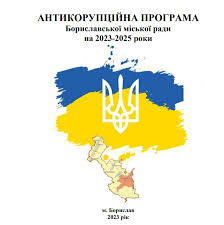 АНТИКОРУПЦІЙНА ПРОГРАМА
Бориславської міської ради
на 2023-2025 роки
м. Борислав
2023 рік